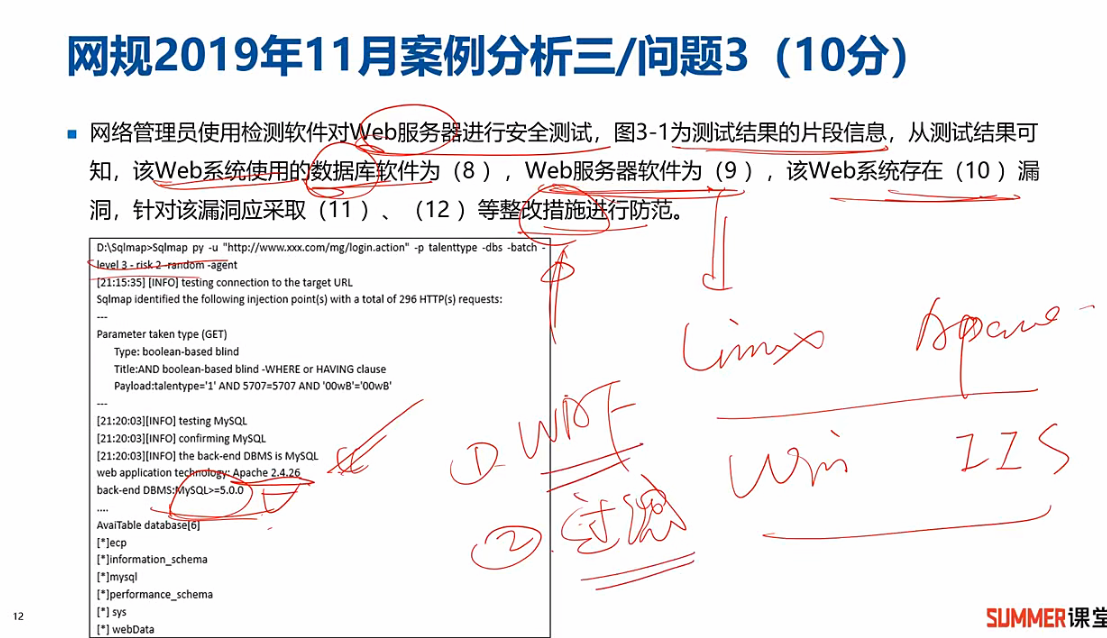 网规2019年11月案例分析三/问题3（10分）
网络管理员使用检测软件对Web服务器进行安全测试，图3-1为测试结果的片段信息，从测试结果可
知，该Web系统使用的数据库软件为（8 ），Web服务器软件为（9 ），该Web系统存在（10 ）漏
洞，针对该漏洞应采取（11 ）、（12 ）等整改措施进行防范。
D:\Sqlmap>Sqlmap py -u "http://www.xxx.com/mg/login.action" -p talenttype -dbs -batch -
level 3 - risk 2 -random -agent
[21:15:35] [INFO] testing connection to the target URL
Sqlmap identified the following injection point(s) with a total of 296 HTTP(s) requests:
---
Parameter taken type (GET)
Type: boolean-based blind
Title:AND boolean-based blind -WHERE or HAVING clause
Payload:talentype='1' AND 5707=5707 AND '00wB'='00wB'
---
[21:20:03][INFO] testing MySQL
[21:20:03][INFO] confirming MySQL
[21:20:03][INFO] the back-end DBMS is MySQL
web application technology: Apache 2.4.26
back-end DBMS:MySQL>=5.0.0
....
AvaiTable database[6]
[*]ecp
[*]information_schema
[*]mysql
[*]performance_schema
[*] sys
[*] webData
Linux
Win IIS
① WAF
②
12
SUMMER课堂